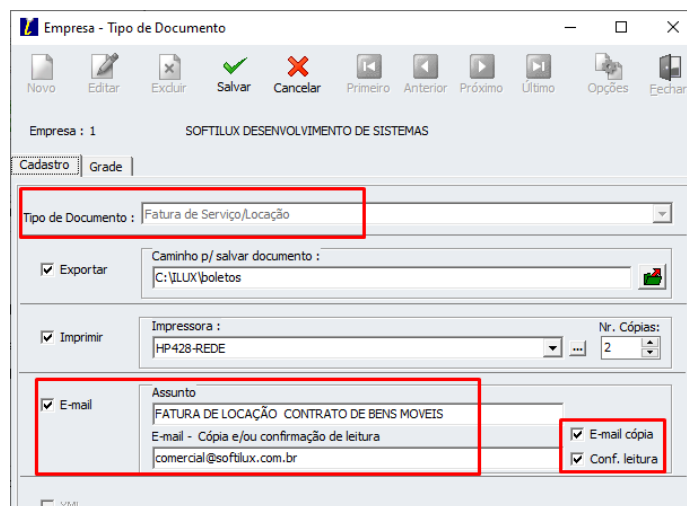 Empresa - Tipo de Documento
Novo Editar Excluir Salvar Cancelar Primeiro Anterior Próximo Último Opções Fechar
Empresa : 1 SOFTILUX DESENVOLVIMENTO DE SISTEMAS
Cadastro Grade
Tipo de Documento : Fatura de Serviço/Locação
Caminho p/ salvar documento :
Exportar C:\ILUX\boletos
Impressora : Nr. Cópias:
Imprimir HP428-REDE ... 2
Assunto
E-mail FATURA DE LOCAÇÃO CONTRATO DE BENS MOVEIS
E-mail - Cópia e/ou confirmação de leitura E-mail cópia
comercial@softilux.com.br Conf. leitura